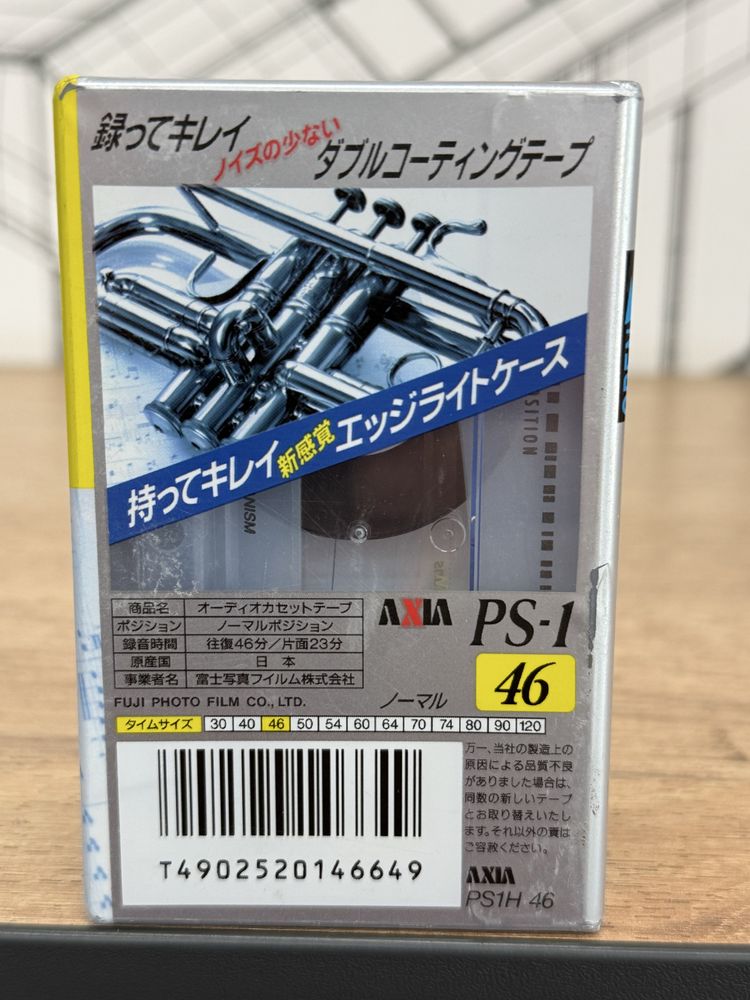 録ってキレイ
ノイズの少ない
ダブルコーティングテープ
持ってキレイ 新感覚 エッジライトケース
SITION
NISM
商品名 オーディオカセットテープ
ポジション ノーマルポジション
録音時間 往復46分/片面23分
原産国 日本
事業者名 富士写真フイルム株式会社
FUJI PHOTO FILM CO., LTD.
AXIA PS-1
ノーマル 46
タイムサイズ 30 40 46 50 54 60 64 70 74 80 90 120
万一、当社の製造上の
原因による品質不良
がありました場合は、
同数の新しいテープ
とお取り替えいたし
ます。それ以外の責は
ご容赦ください。
T4902520146649
AXIA
PS1H 46